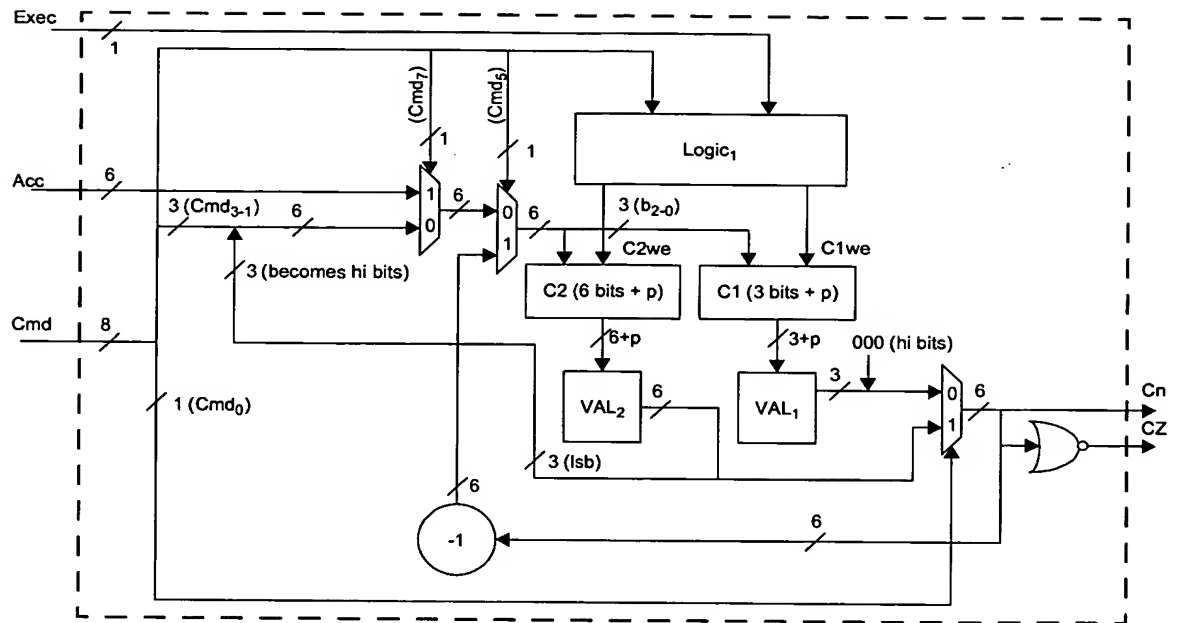 Exec
1
(Cmd7)
(Cmd5)
1
1
Logic1
Acc
6
1
0
6
0
1
6
3 (b2-0)
3 (Cmd3-1)
6
C2we
C1we
3 (becomes hi bits)
C2 (6 bits + p)
C1 (3 bits + p)
Cmd
8
6+p
3+p
000 (hi bits)
1 (Cmd0)
VAL2
6
VAL1
3
0
1
6
Cn
CZ
3 (lsb)
6
-1
6